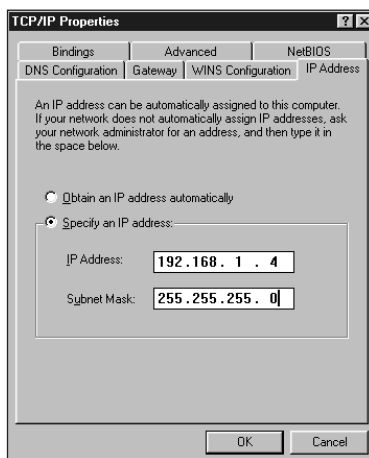 TCP/IP Properties
Bindings Advanced NetBIOS
DNS Configuration Gateway WINS Configuration IP Address
An IP address can be automatically assigned to this computer.
If your network does not automatically assign IP addresses, ask
your network administrator for an address, and then type it in
the space below.
Obtain an IP address automatically
Specify an IP address:
IP Address: 192.168. 1 . 4
Subnet Mask: 255.255.255. 0
OK Cancel